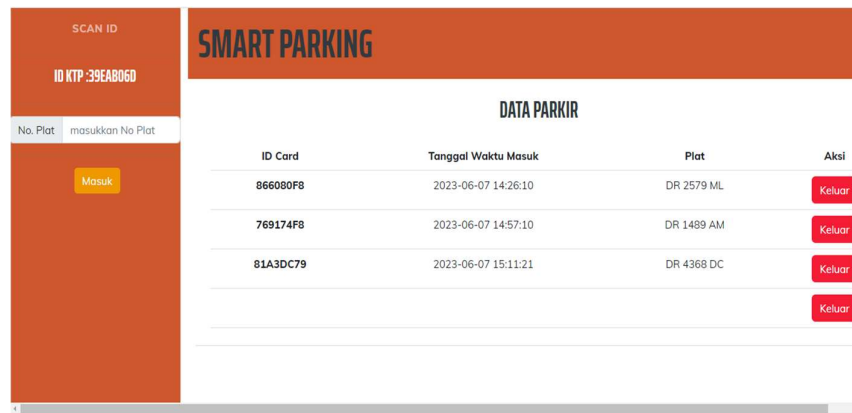 SCAN ID
ID KTP :39EAB06D
No. Plat masukkan No Plat
Masuk
SMART PARKING
DATA PARKIR
ID Card Tanggal Waktu Masuk Plat Aksi
866080F8 2023-06-07 14:26:10 DR 2579 ML Keluar
769174F8 2023-06-07 14:57:10 DR 1489 AM Keluar
81A3DC79 2023-06-07 15:11:21 DR 4368 DC Keluar
Keluar